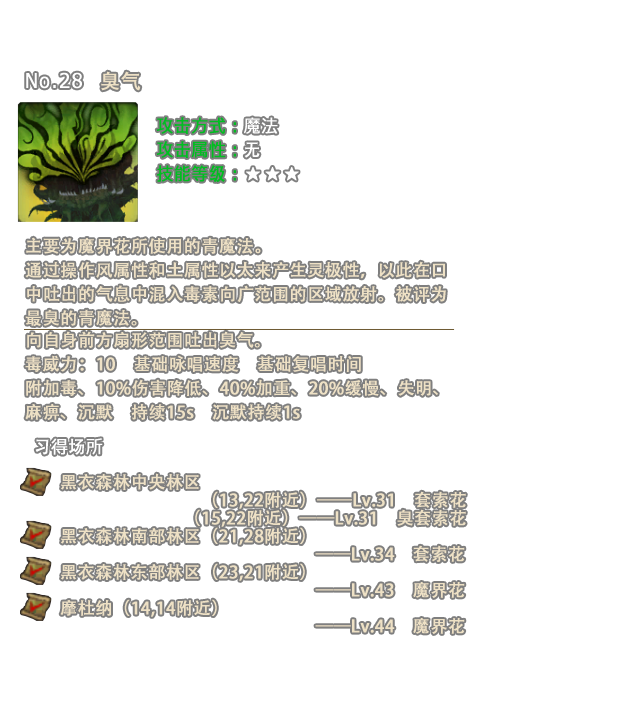 No.28 臭气
攻击方式：魔法
攻击属性：无
技能等级：☆☆☆
主要为魔界花所使用的青魔法。
通过操作风属性和土属性以太来产生灵极性，以此在口
中吐出的气息中混入毒素向广范围的区域放射。被评为
最臭的青魔法。
向自身前方扇形范围吐出臭气。
毒威力：10 基础咏唱速度 基础复唱时间
附加毒、10%伤害降低、40%加重、20%缓慢、失明、
麻痹、沉默 持续15s 沉默持续1s
习得场所
黑衣森林中央林区
（13,22附近）——Lv.31 套索花
（15,22附近）——Lv.31 臭套索花
黑衣森林南部林区（21,28附近）
——Lv.34 套索花
黑衣森林东部林区（23,21附近）
——Lv.43 魔界花
摩杜纳（14,14附近）
——Lv.44 魔界花